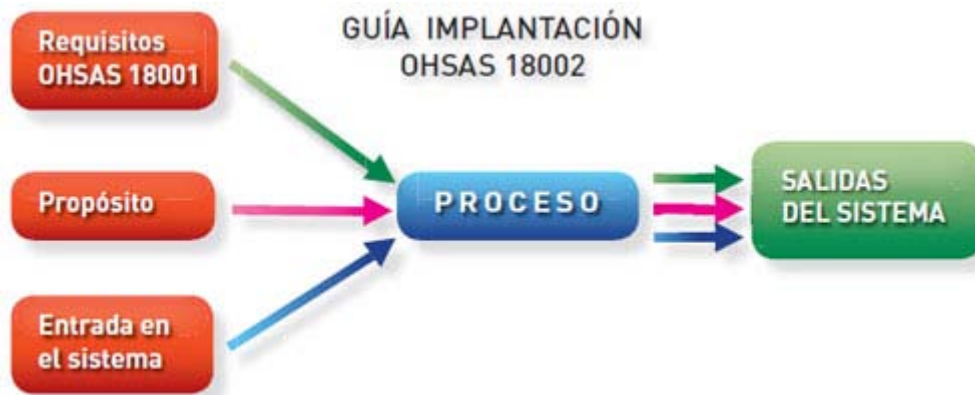 GUÍA IMPLANTACIÓN
OHSAS 18002
Requisitos
OHSAS 18001
Propósito
Entrada en
el sistema
PROCESO
SALIDAS
DEL SISTEMA